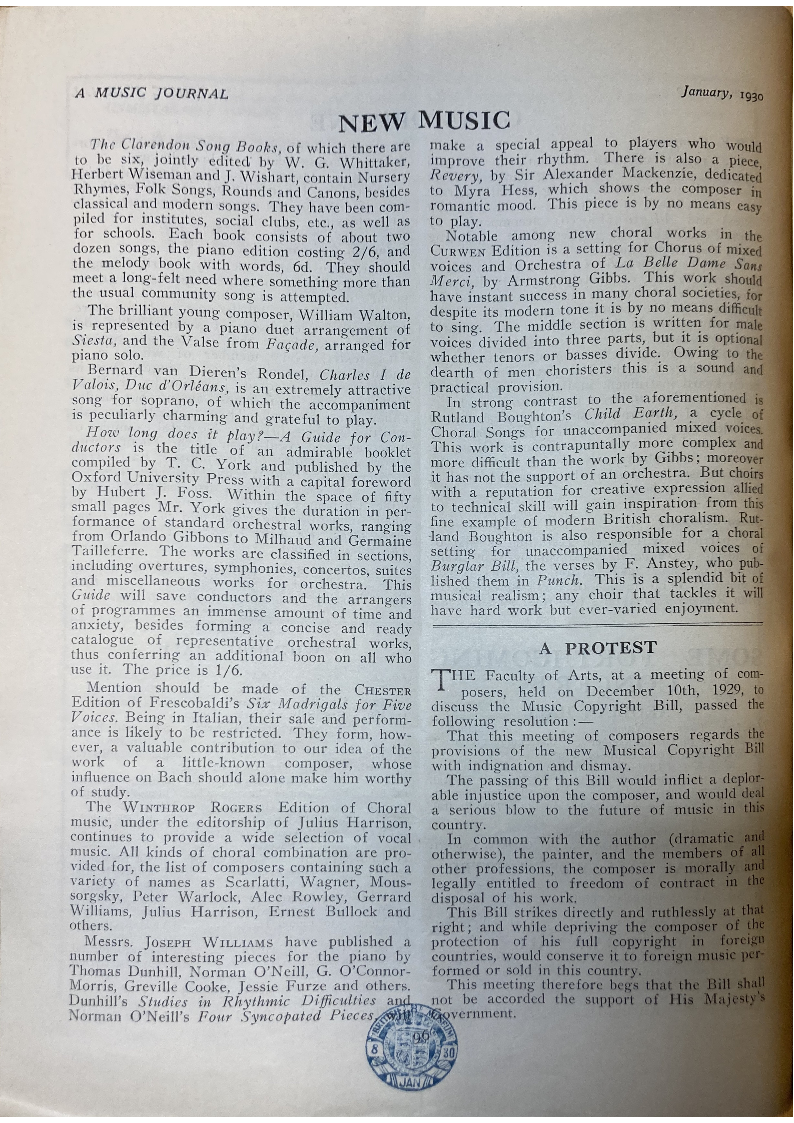 A MUSIC JOURNAL
January, 1930
NEW MUSIC
The Clarendon Song Books, of which there are
to be six, jointly edited by W. G. Whittaker,
Herbert Wiseman and J. Wishart, contain Nursery
Rhymes, Folk Songs, Rounds and Canons, besides
classical and modern songs. They have been com-
piled for institutes, social clubs, etc., as well as
for schools. Each book consists of about two
dozen songs, the piano edition costing 2/6, and
the melody book with words, 6d. They should
meet a long-felt need where something more than
the usual community song is attempted.
The brilliant young composer, William Walton,
is represented by a piano duet arrangement of
Siesta, and the Valse from Façade, arranged for
piano solo.
Bernard van Dieren's Rondel, Charles I de
Valois, Duc d'Orléans, is an extremely attractive
song for soprano, of which the accompaniment
is peculiarly charming and grateful to play.
How long does it play?—A Guide for Con-
ductors is the title of an admirable booklet
compiled by T. C. York and published by the
Oxford University Press with a capital foreword
by Hubert J. Foss. Within the space of fifty
small pages Mr. York gives the duration in per-
formance of standard orchestral works, ranging
from Orlando Gibbons to Milhaud and Germaine
Tailleferre. The works are classified in sections,
including overtures, symphonies, concertos, suites
and miscellaneous works for orchestra. This
Guide will save conductors and the arrangers
of programmes an immense amount of time and
anxiety, besides forming a concise and ready
catalogue of representative orchestral works,
thus conferring an additional boon on all who
use it. The price is 1/6.
Mention should be made of the CHESTER
Edition of Frescobaldi's Six Madrigals for Five
Voices. Being in Italian, their sale and perform-
ance is likely to be restricted. They form, how-
ever, a valuable contribution to our idea of the
work of a little-known composer, whose
influence on Bach should alone make him worthy
of study.
The WINTHROP ROGERS Edition of Choral
music, under the editorship of Julius Harrison,
continues to provide a wide selection of vocal
music. All kinds of choral combination are pro-
vided for, the list of composers containing such a
variety of names as Scarlatti, Wagner, Mous-
sorgsky, Peter Warlock, Alec Rowley, Gerrard
Williams, Julius Harrison, Ernest Bullock and
others.
Messrs. JOSEPH WILLIAMS have published a
number of interesting pieces for the piano by
Thomas Dunhill, Norman O'Neill, G. O'Connor-
Morris, Greville Cooke, Jessie Furze and others.
Dunhill's Studies in Rhythmic Difficulties and
Norman O'Neill's Four Syncopated Pieces, will
make a special appeal to players who would
improve their rhythm. There is also a piece,
Revery, by Sir Alexander Mackenzie, dedicated
to Myra Hess, which shows the composer in
romantic mood. This piece is by no means easy
to play.
Notable among new choral works in the
CURWEN Edition is a setting for Chorus of mixed
voices and Orchestra of La Belle Dame Sans
Merci, by Armstrong Gibbs. This work should
have instant success in many choral societies, for
despite its modern tone it is by no means difficult
to sing. The middle section is written for male
voices divided into three parts, but it is optional
whether tenors or basses divide. Owing to the
dearth of men choristers this is a sound and
practical provision.
In strong contrast to the aforementioned is
Rutland Boughton's Child Earth, a cycle of
Choral Songs for unaccompanied mixed voices.
This work is contrapuntally more complex and
more difficult than the work by Gibbs; moreover
it has not the support of an orchestra. But choirs
with a reputation for creative expression allied
to technical skill will gain inspiration from this
fine example of modern British choralism. Rut-
land Boughton is also responsible for a choral
setting for unaccompanied mixed voices of
Burglar Bill, the verses by F. Anstey, who pub-
lished them in Punch. This is a splendid bit of
musical realism; any choir that tackles it will
have hard work but ever-varied enjoyment.
A PROTEST
THE Faculty of Arts, at a meeting of com-
posers, held on December 10th, 1929, to
discuss the Music Copyright Bill, passed the
following resolution:—
That this meeting of composers regards the
provisions of the new Musical Copyright Bill
with indignation and dismay.
The passing of this Bill would inflict a deplor-
able injustice upon the composer, and would deal
a serious blow to the future of music in this
country.
In common with the author (dramatic and
otherwise), the painter, and the members of all
other professions, the composer is morally and
legally entitled to freedom of contract in the
disposal of his work.
This Bill strikes directly and ruthlessly at that
right; and while depriving the composer of the
protection of his full copyright in foreign
countries, would conserve it to foreign music per-
formed or sold in this country.
This meeting therefore begs that the Bill shall
not be accorded the support of His Majesty's
Government.
8
30
JAN